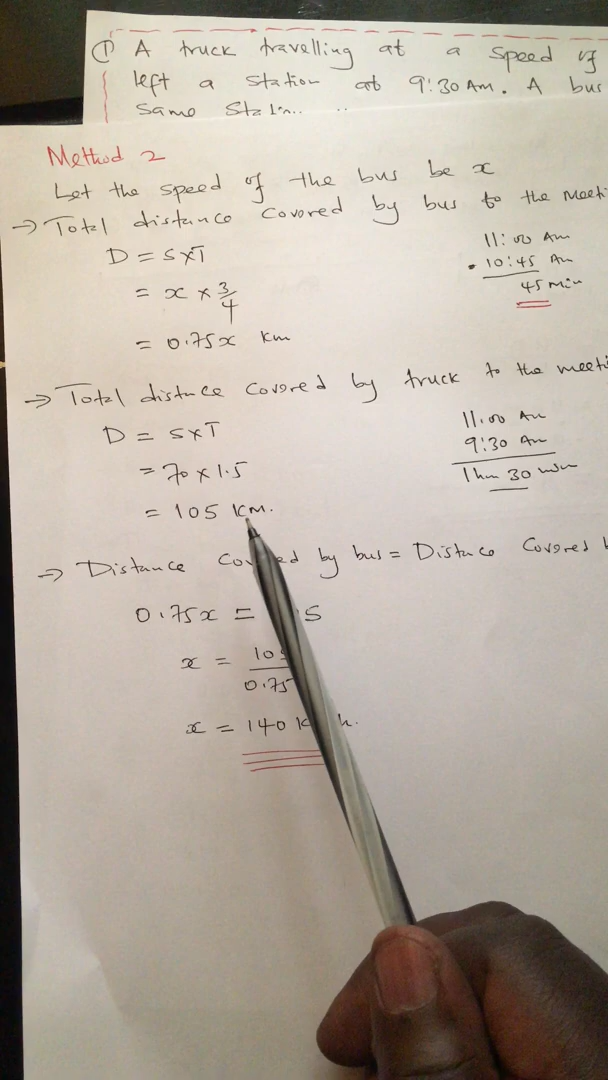 ① A truck travelling at a speed of
left a station at 9:30 Am. A bus
same
Method 2
Let the speed of the bus be x
→ Total distance covered by bus to the
D = S×T
= x × 3/4
= 0.75x km
11:00 Am
10:45 Am
45 Min
→ Total distance covered by truck to the
D = S×T
= 70 × 1.5
= 105 KM.
11.00 Am
9:30 Am
1hr 30 min
→ Distance by bus = Distance Covered
0.75x =
x =
0.75
x = 140